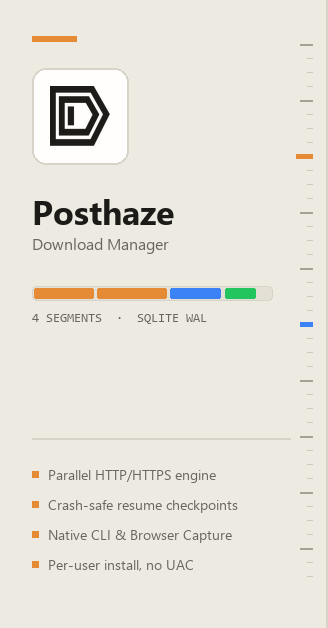 Posthaze
Download Manager
4 SEGMENTS · SQLITE WAL
Parallel HTTP/HTTPS engine
Crash-safe resume checkpoints
Native CLI & Browser Capture
Per-user install, no UAC